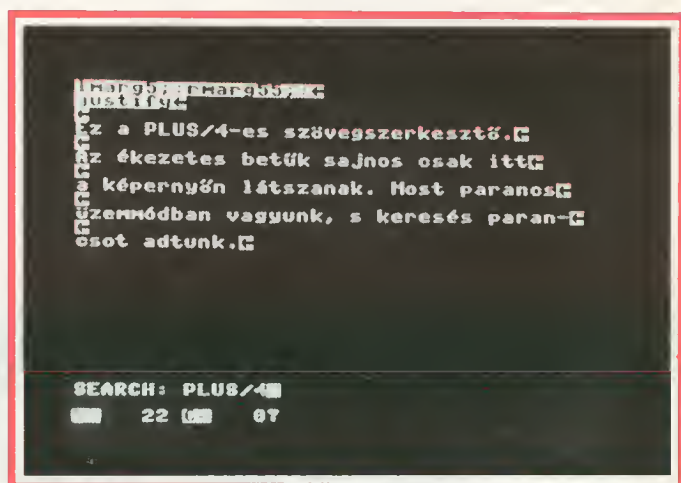 justify
Ez a PLUS/4-es szövegszerkesztő.
Az ékezetes betűk sajnos csak itt
a képernyőn látszanak. Most paranos
üzemmódban vagyunk, s keresés paran-
csot adtunk.
SEARCH: PLUS/4
22 07